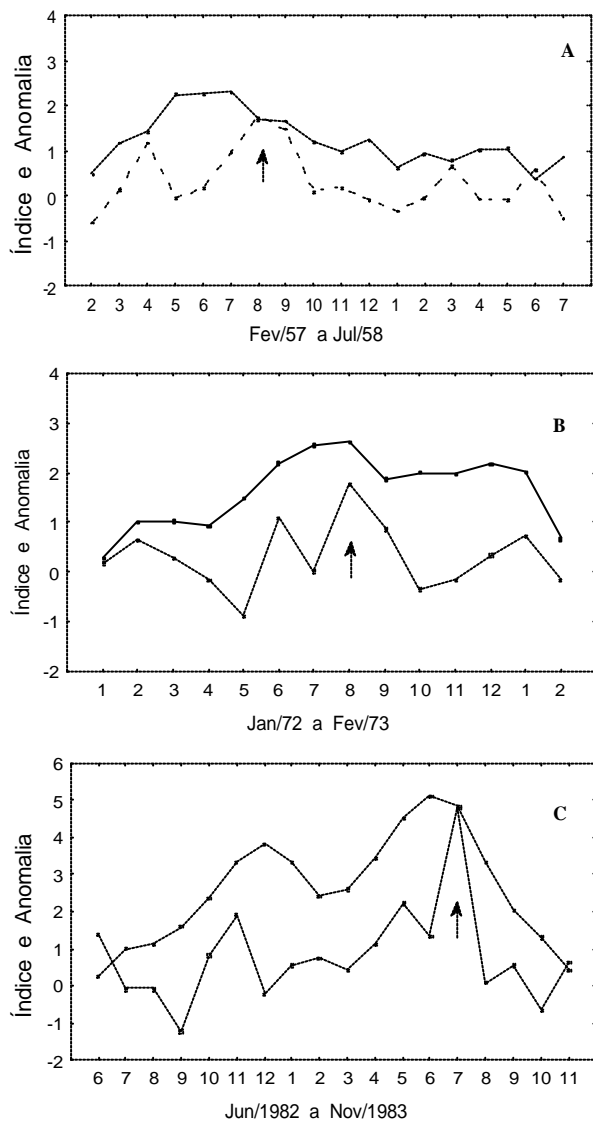 4
A
3
2
1
0
-1
-2
Índice e Anomalia
2 3 4 5 6 7 8 9 10 11 12 1 2 3 4 5 6 7
Fev/57 a Jul/58
4
B
3
2
1
0
-1
-2
Índice e Anomalia
1 2 3 4 5 6 7 8 9 10 11 12 1 2
Jan/72 a Fev/73
6
C
5
4
3
2
1
0
-1
-2
Índice e Anomalia
6 7 8 9 10 11 12 1 2 3 4 5 6 7 8 9 10 11
Jun/1982 a Nov/1983